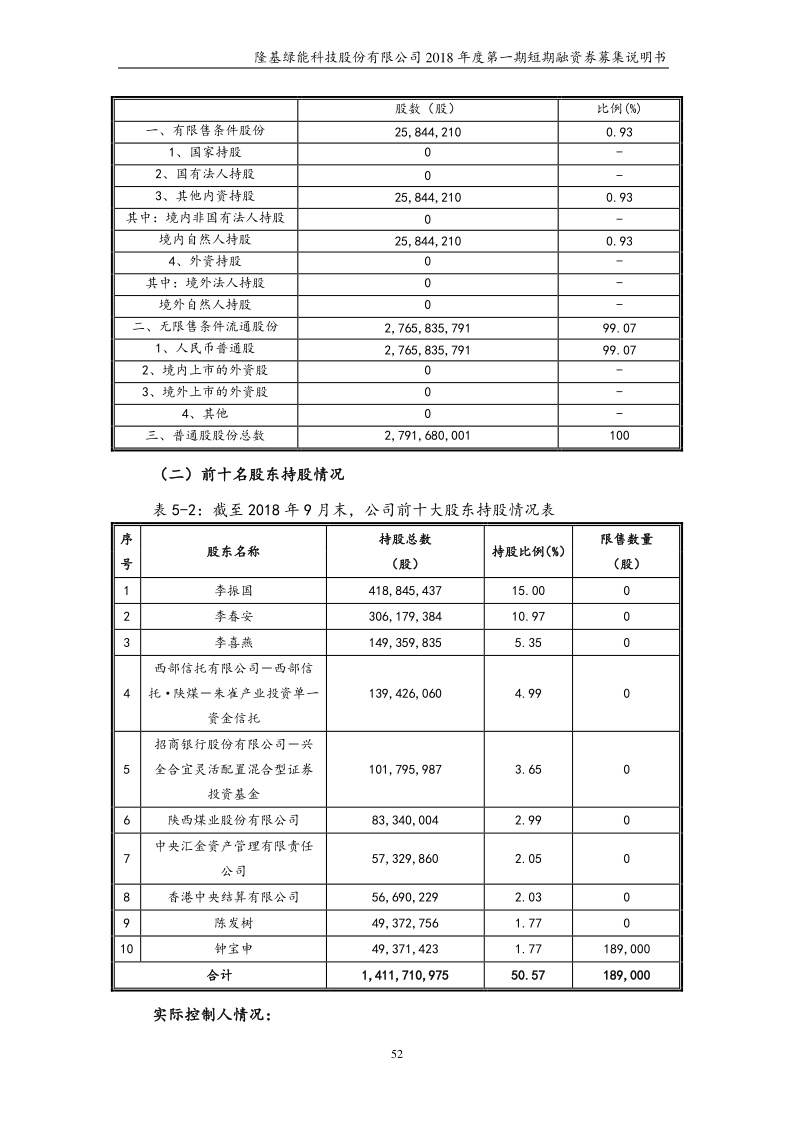 隆基绿能科技股份有限公司 2018 年度第一期短期融资券募集说明书
股数（股） 比例(%)
一、有限售条件股份 25,844,210 0.93
1、国家持股 0 -
2、国有法人持股 0 -
3、其他内资持股 25,844,210 0.93
其中：境内非国有法人持股 0 -
境内自然人持股 25,844,210 0.93
4、外资持股 0 -
其中：境外法人持股 0 -
境外自然人持股 0 -
二、无限售条件流通股份 2,765,835,791 99.07
1、人民币普通股 2,765,835,791 99.07
2、境内上市的外资股 0 -
3、境外上市的外资股 0 -
4、其他 0 -
三、普通股股份总数 2,791,680,001 100
（二）前十名股东持股情况
表 5-2：截至 2018 年 9 月末，公司前十大股东持股情况表
序号 股东名称 持股总数（股） 持股比例(%) 限售数量（股）
1 李振国 418,845,437 15.00 0
2 李春安 306,179,384 10.97 0
3 李喜燕 149,359,835 5.35 0
西部信托有限公司－西部信
4 托·陕煤－朱雀产业投资单一 139,426,060 4.99 0
资金信托
招商银行股份有限公司－兴
5 全合宜灵活配置混合型证券 101,795,987 3.65 0
投资基金
6 陕西煤业股份有限公司 83,340,004 2.99 0
中央汇金资产管理有限责任
7 57,329,860 2.05 0
公司
8 香港中央结算有限公司 56,690,229 2.03 0
9 陈发树 49,372,756 1.77 0
10 钟宝申 49,371,423 1.77 189,000
合计 1,411,710,975 50.57 189,000
实际控制人情况：
52